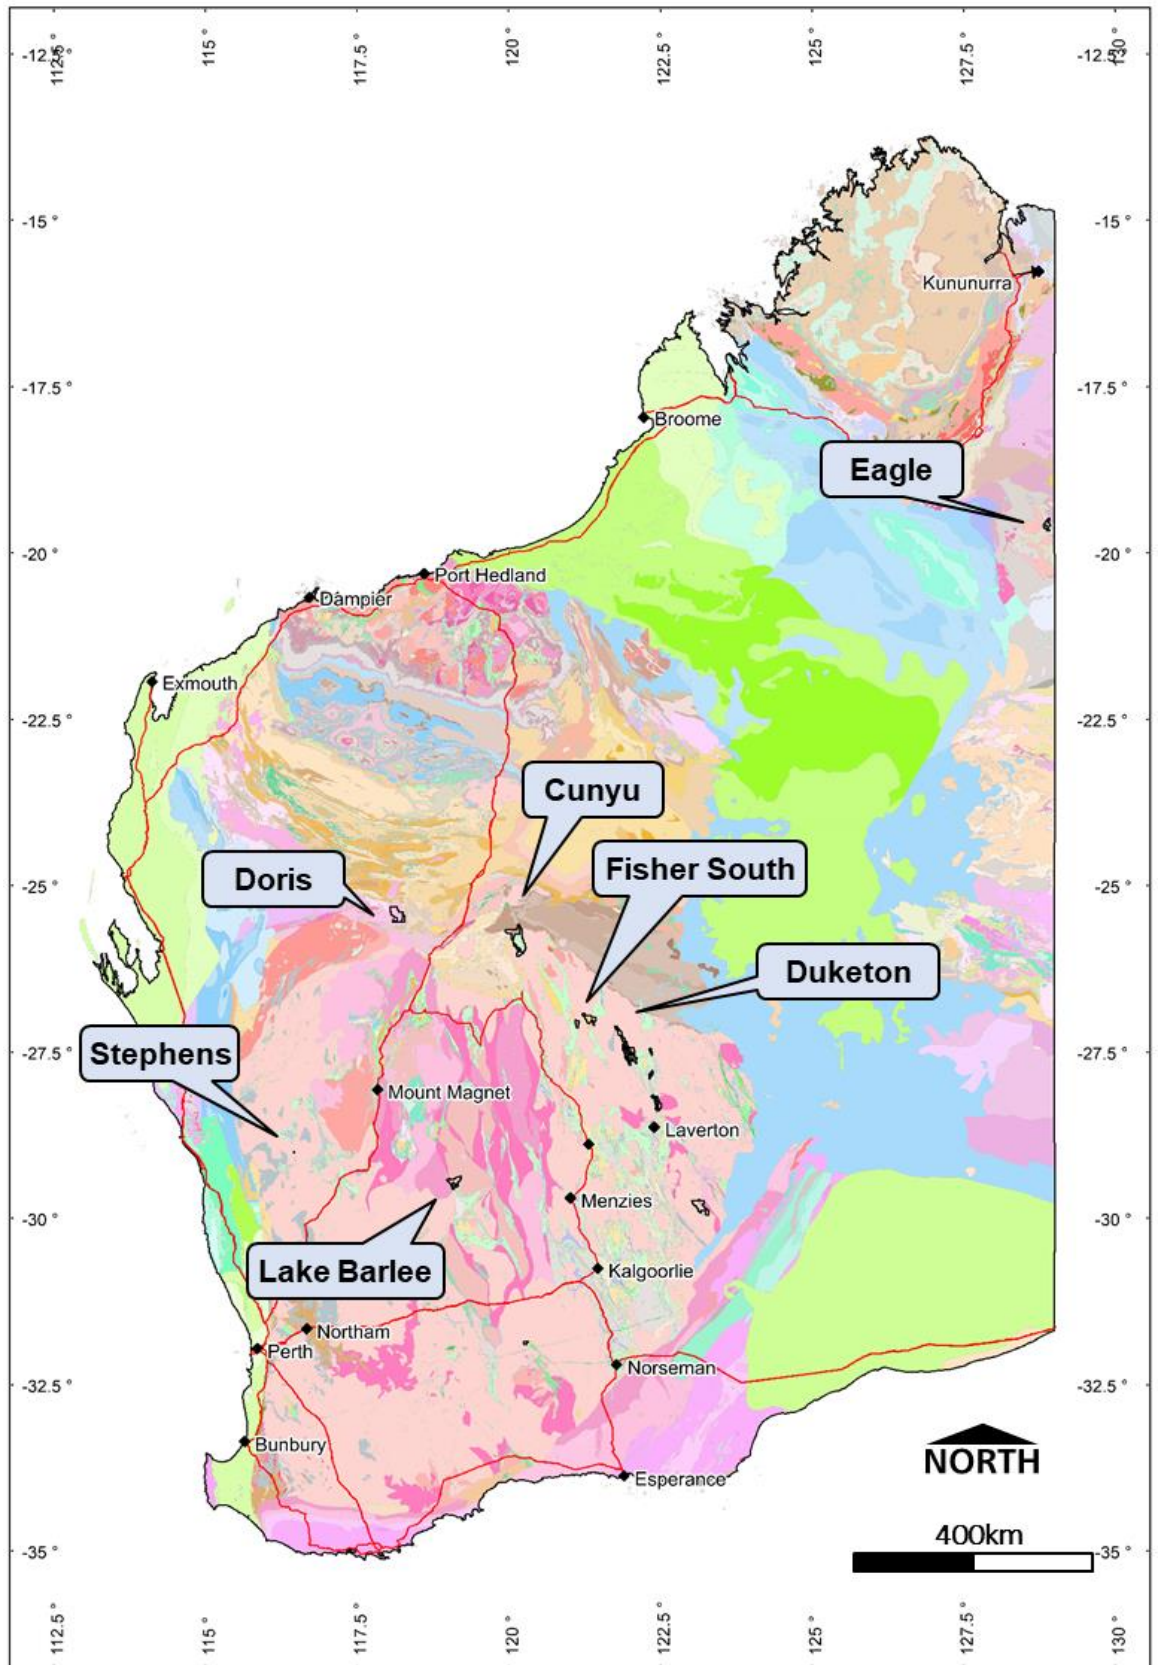 115 °
117.5 °
120 °
122.5 °
125 °
127.5 °
-12.5 °
112.5 °
-12.5 °
130 °
-15 °
-15 °
Kununurra
-17.5 °
-17.5 °
Broome
Eagle
-20 °
-20 °
Port Hedland
Dampier
Exmouth
-22.5 °
-22.5 °
Cunyu
Fisher South
Doris
-25 °
-25 °
Duketon
Stephens
-27.5 °
-27.5 °
Mount Magnet
Laverton
Menzies
-30 °
-30 °
Lake Barlee
Kalgoorlie
Northam
Perth
Norseman
-32.5 °
-32.5 °
Bunbury
NORTH
Esperance
400km
-35 °
-35 °
112.5 °
115 °
117.5 °
120 °
122.5 °
125 °
127.5 °
130 °